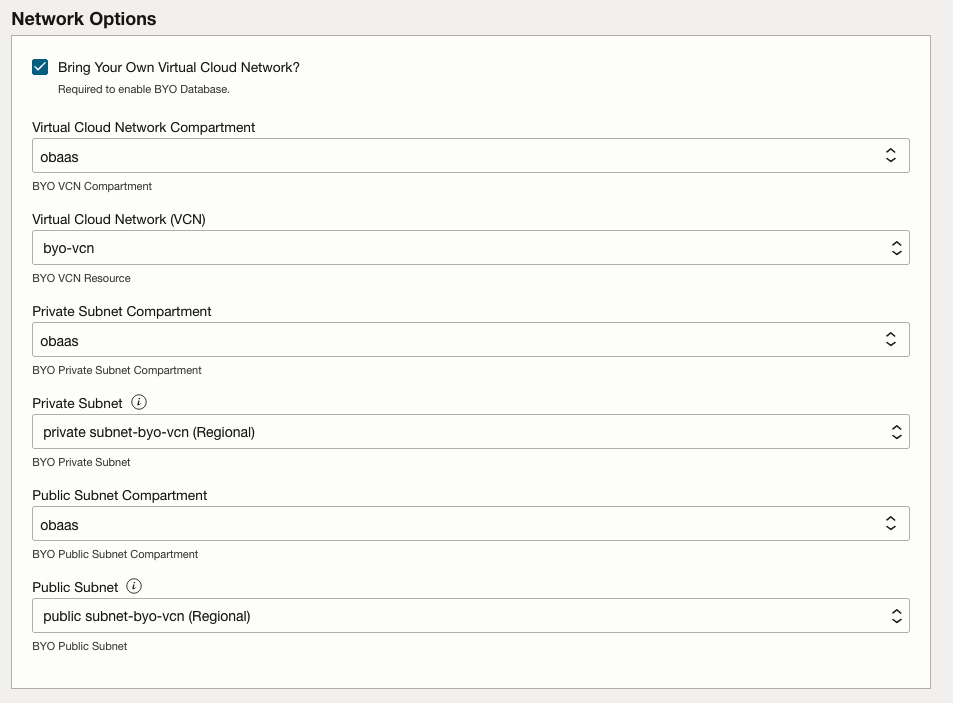 Network Options
Bring Your Own Virtual Cloud Network?
Required to enable BYO Database.
Virtual Cloud Network Compartment
obaas
BYO VCN Compartment
Virtual Cloud Network (VCN)
byo-vcn
BYO VCN Resource
Private Subnet Compartment
obaas
BYO Private Subnet Compartment
Private Subnet i
private subnet-byo-vcn (Regional)
BYO Private Subnet
Public Subnet Compartment
obaas
BYO Public Subnet Compartment
Public Subnet i
public subnet-byo-vcn (Regional)
BYO Public Subnet